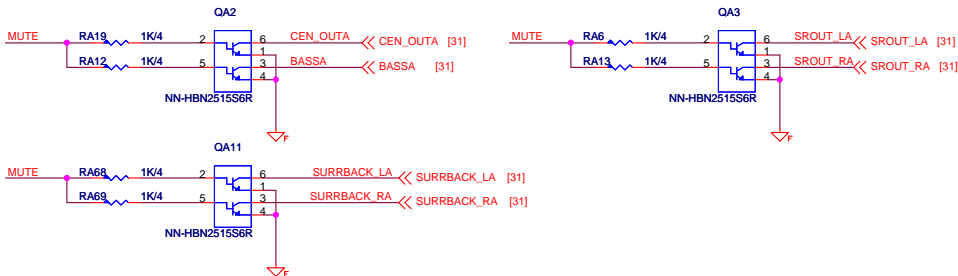 QA2
MUTE RA19 1K/4 2 6 CEN_OUTA CEN_OUTA [31]
1
RA12 1K/4 5 3 BASSA BASSA [31]
4
NN-HBN2515S6R
F
QA3
MUTE RA6 1K/4 2 6 SROUT_LA SROUT_LA [31]
1
RA13 1K/4 5 3 SROUT_RA SROUT_RA [31]
4
NN-HBN2515S6R
F
QA11
MUTE RA68 1K/4 2 6 SURRBACK_LA SURRBACK_LA [31]
1
RA69 1K/4 5 3 SURRBACK_RA SURRBACK_RA [31]
4
NN-HBN2515S6R
F